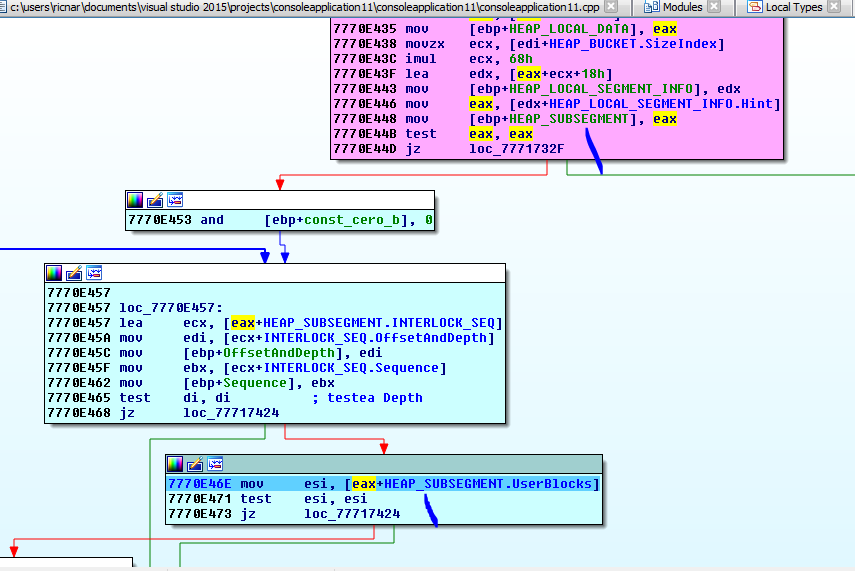 c:\users\ricnar\documents\visual studio 2015\projects\consoleapplication11\consoleapplication11\consoleapplication11.cpp Modules Local Types
7770E435 mov [ebp+HEAP_LOCAL_DATA], eax
7770E438 movzx ecx, [edi+HEAP_BUCKET.SizeIndex]
7770E43C imul ecx, 68h
7770E43F lea edx, [eax+ecx+18h]
7770E443 mov [ebp+HEAP_LOCAL_SEGMENT_INFO], edx
7770E446 mov eax, [edx+HEAP_LOCAL_SEGMENT_INFO.Hint]
7770E448 mov [ebp+HEAP_SUBSEGMENT], eax
7770E44B test eax, eax
7770E44D jz loc_7771732F
7770E453 and [ebp+const_cero_b], 0
7770E457
7770E457 loc_7770E457:
7770E457 lea ecx, [eax+HEAP_SUBSEGMENT.INTERLOCK_SEQ]
7770E45A mov edi, [ecx+INTERLOCK_SEQ.OffsetAndDepth]
7770E45C mov [ebp+OffsetAndDepth], edi
7770E45F mov ebx, [ecx+INTERLOCK_SEQ.Sequence]
7770E462 mov [ebp+Sequence], ebx
7770E465 test di, di ; testea Depth
7770E468 jz loc_77717424
7770E46E mov esi, [eax+HEAP_SUBSEGMENT.UserBlocks]
7770E471 test esi, esi
7770E473 jz loc_77717424